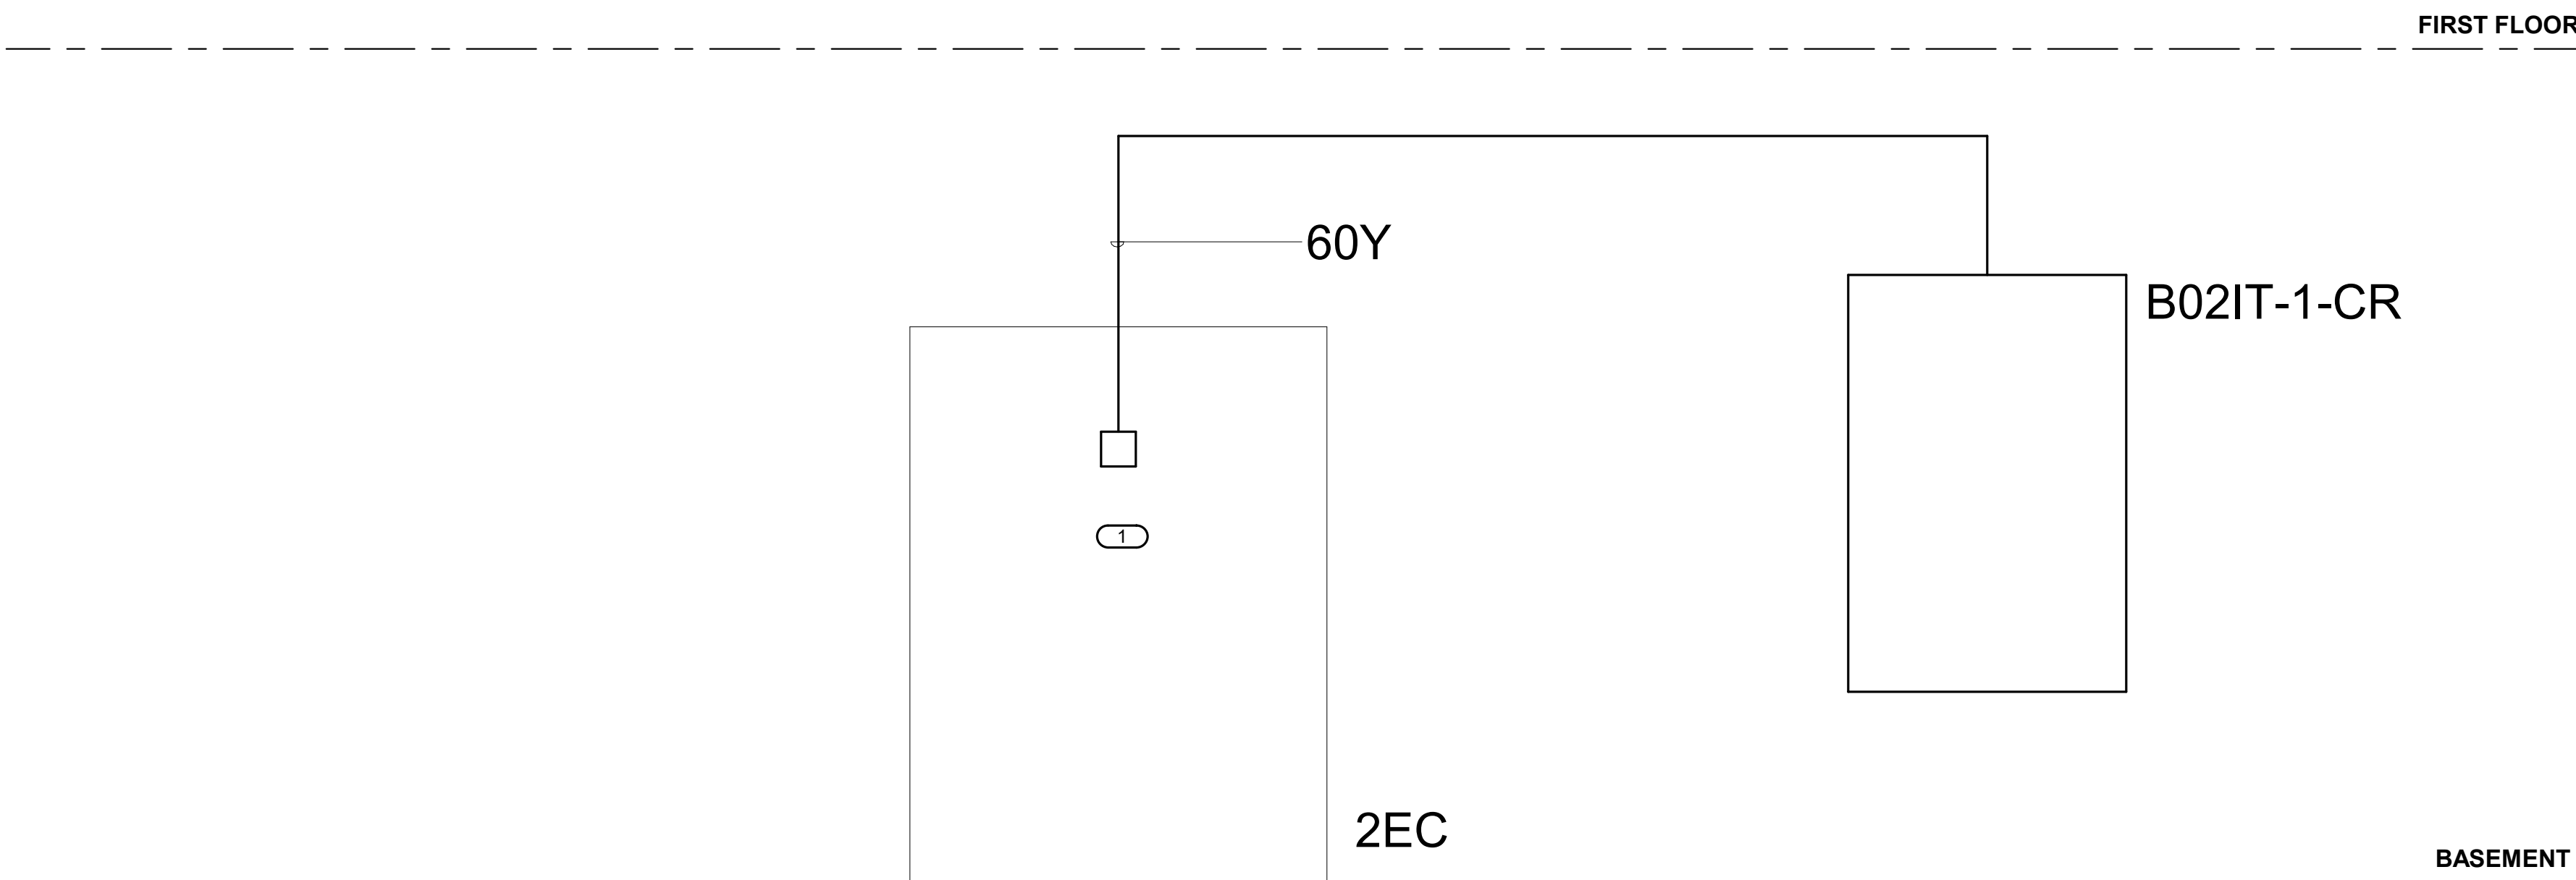 FIRST FLOOR
60Y
B02IT-1-CR
1
2EC
BASEMENT